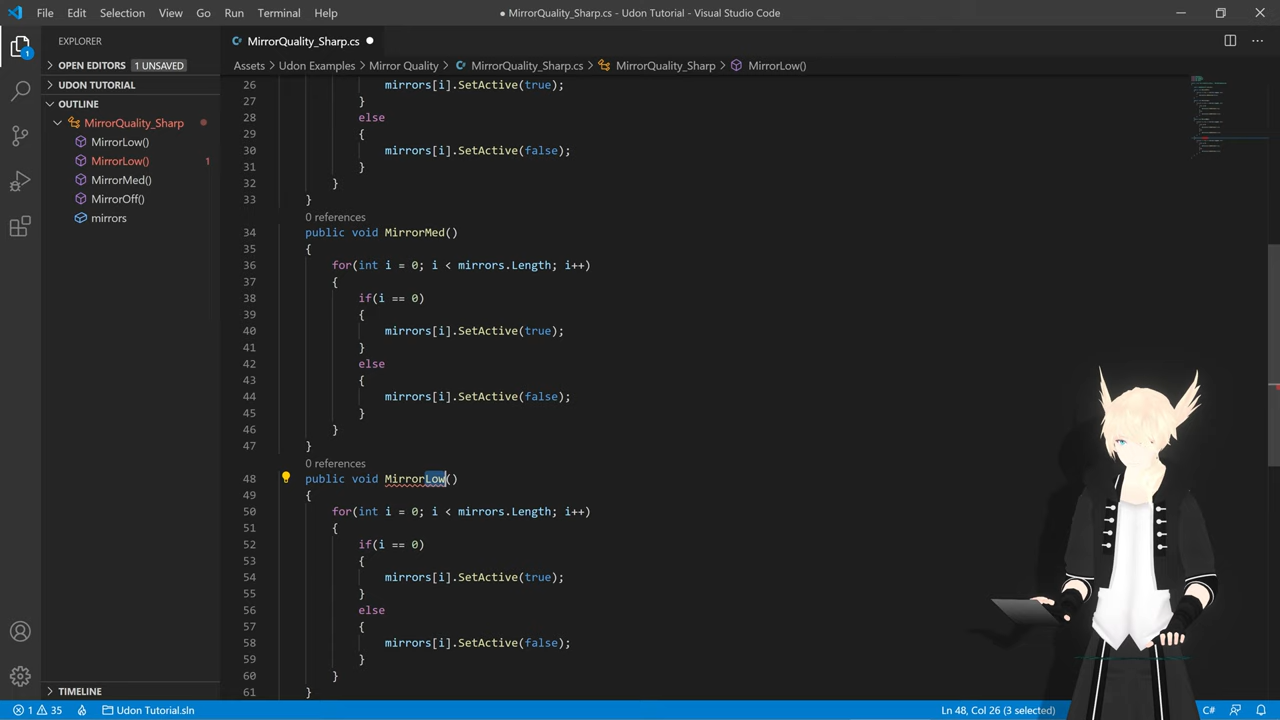 File Edit Selection View Go Run Terminal Help
● MirrorQuality_Sharp.cs - Udon Tutorial - Visual Studio Code
EXPLORER
OPEN EDITORS 1 UNSAVED
UDON TUTORIAL
OUTLINE
MirrorQuality_Sharp
MirrorLow()
MirrorLow() 1
MirrorMed()
MirrorOff()
mirrors
TIMELINE
1
MirrorQuality_Sharp.cs
Assets > Udon Examples > Mirror Quality > MirrorQuality_Sharp.cs > MirrorQuality_Sharp > MirrorLow()
26 mirrors[i].SetActive(true);
27 }
28 else
29 {
30 mirrors[i].SetActive(false);
31 }
32 }
33 }
0 references
34 public void MirrorMed()
35 {
36 for(int i = 0; i < mirrors.Length; i++)
37 {
38 if(i == 0)
39 {
40 mirrors[i].SetActive(true);
41 }
42 else
43 {
44 mirrors[i].SetActive(false);
45 }
46 }
47 }
0 references
48 public void MirrorLow()
49 {
50 for(int i = 0; i < mirrors.Length; i++)
51 {
52 if(i == 0)
53 {
54 mirrors[i].SetActive(true);
55 }
56 else
57 {
58 mirrors[i].SetActive(false);
59 }
60 }
61 }
1 35 Udon Tutorial.sln Ln 48, Col 26 (3 selected) C#